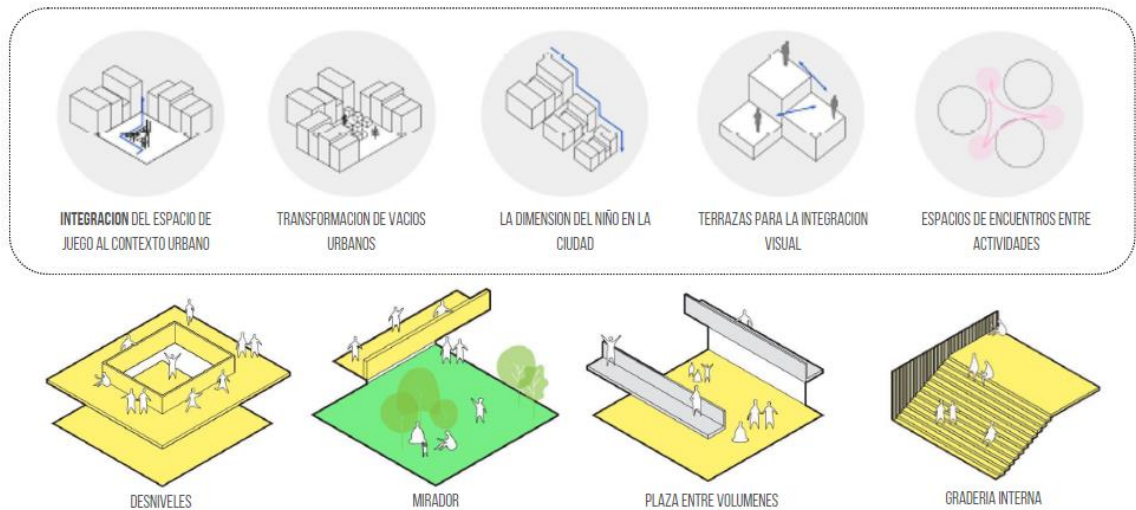 INTEGRACION DEL ESPACIO DE
JUEGO AL CONTEXTO URBANO
TRANSFORMACION DE VACIOS
URBANOS
LA DIMENSION DEL NIÑO EN LA
CIUDAD
TERRAZAS PARA LA INTEGRACION
VISUAL
ESPACIOS DE ENCUENTROS ENTRE
ACTIVIDADES
DESNIVELES
MIRADOR
PLAZA ENTRE VOLUMENES
GRADERIA INTERNA